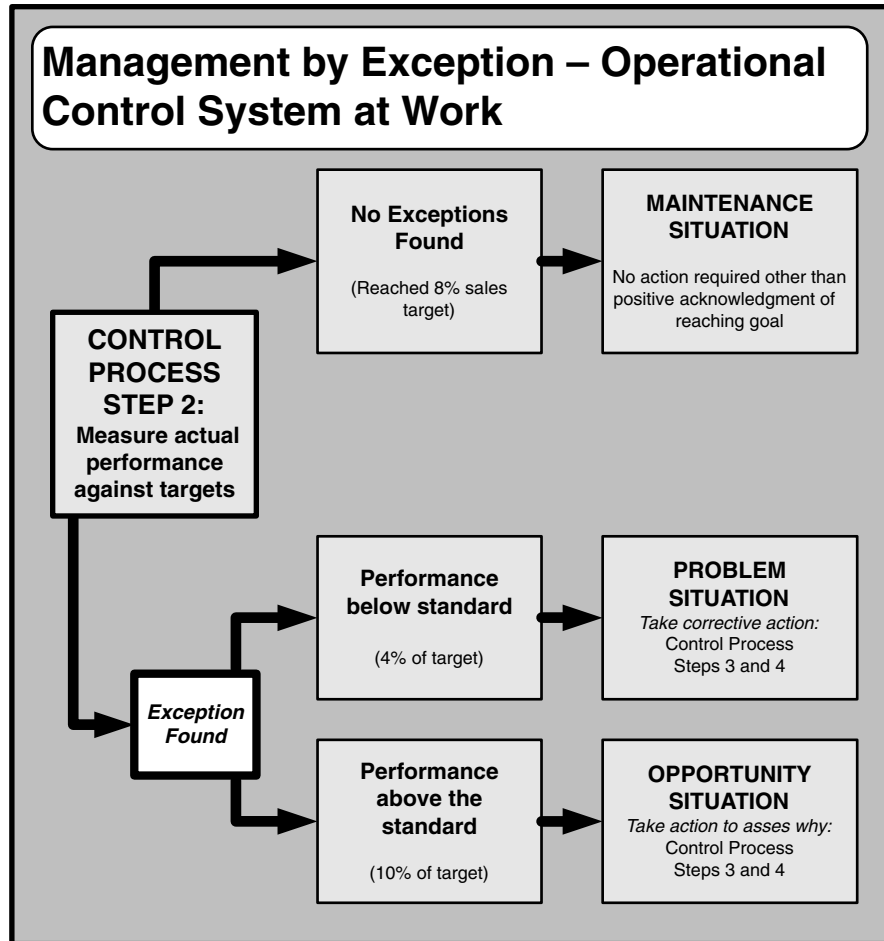 Management by Exception – Operational
Control System at Work
No Exceptions
Found
(Reached 8% sales
target)
MAINTENANCE
SITUATION
No action required other than
positive acknowledgment of
reaching goal
CONTROL
PROCESS
STEP 2:
Measure actual
performance
against targets
Exception
Found
Performance
below standard
(4% of target)
PROBLEM
SITUATION
Take corrective action:
Control Process
Steps 3 and 4
Performance
above the
standard
(10% of target)
OPPORTUNITY
SITUATION
Take action to asses why:
Control Process
Steps 3 and 4